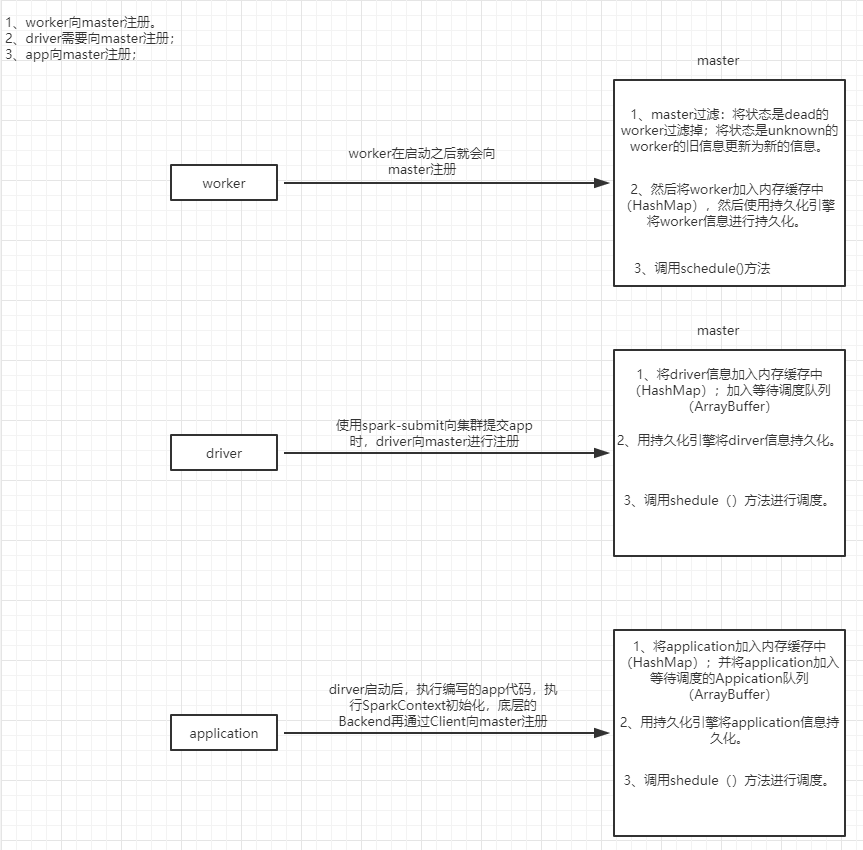 1、worker向master注册。
2、driver需要向master注册；
3、app向master注册；
master
1、master过滤：将状态是dead的
worker过滤掉；将状态是unknown的
worker的旧信息更新为新的信息。
worker在启动之后就会向
master注册
worker
2、然后将worker加入内存缓存中
（HashMap），然后使用持久化引擎
将worker信息进行持久化。
3、调用schedule()方法
master
1、将driver信息加入内存缓存中
（HashMap）；加入等待调度队列
（ArrayBuffer）
使用spark-submit向集群提交app
时，driver向master进行注册
driver
2、用持久化引擎将dirver信息持久化。
3、调用shedule（）方法进行调度。
1、将application加入内存缓存中
（HashMap）；并将application加入
等待调度的Appication队列
（ArrayBuffer）
dirver启动后，执行编写的app代码，执
行SparkContext初始化，底层的
Backend再通过Client向master注册
application
2、用持久化引擎将application信息持
久化。
3、调用shedule（）方法进行调度。